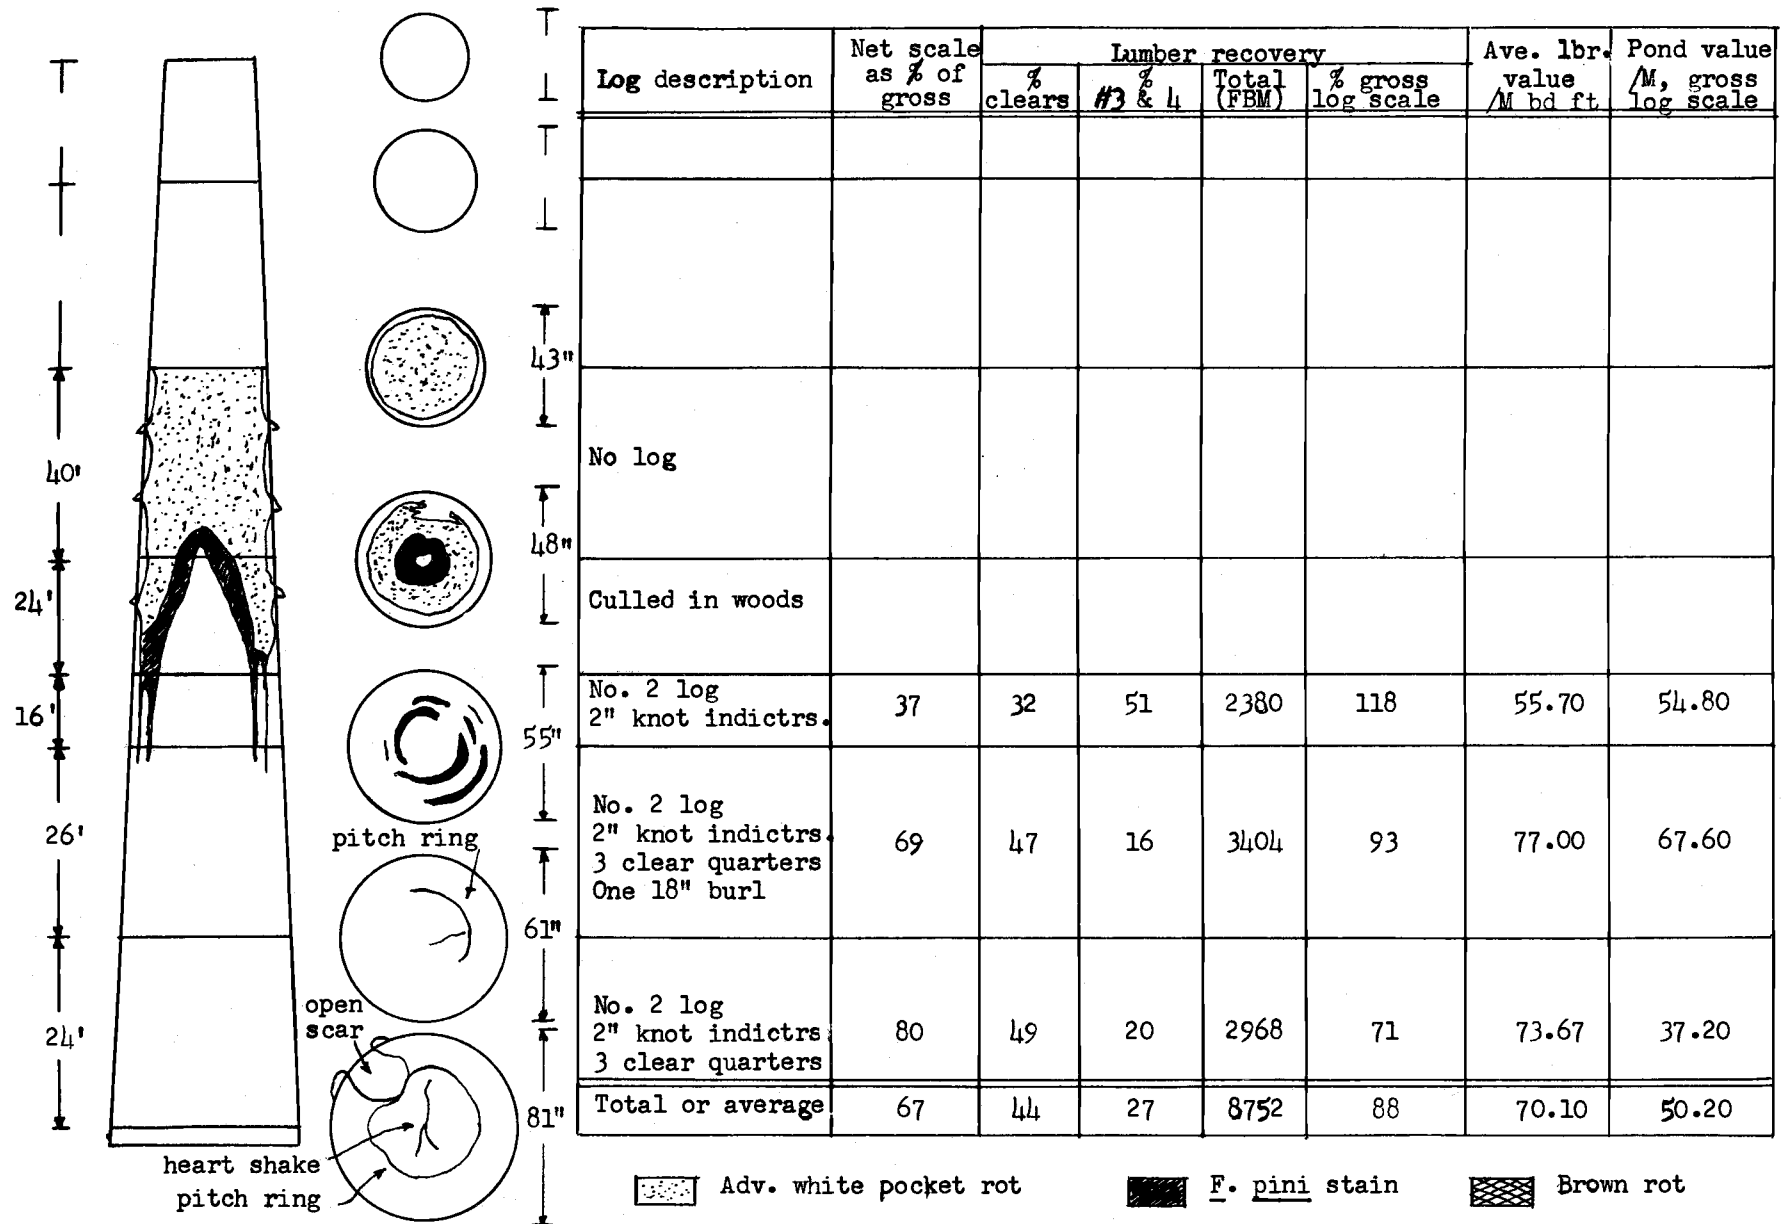 Log description
Net scale
as % of
gross
Lumber recovery
%
clears
%
#3 & 4
Total
(FBM)
% gross
log scale
Ave. lbr.
value
/M bd ft
Pond value
/M, gross
log scale
43"
40'
No log
48"
24'
Culled in woods
16'
55"
No. 2 log
2" knot indictrs.
37
32
51
2380
118
55.70
54.80
26'
pitch ring
61"
No. 2 log
2" knot indictrs.
3 clear quarters
One 18" burl
69
47
16
3404
93
77.00
67.60
24'
open
scar
81"
No. 2 log
2" knot indictrs
3 clear quarters
80
49
20
2968
71
73.67
37.20
Total or average
67
44
27
8752
88
70.10
50.20
heart shake
pitch ring
Adv. white pocket rot
F. pini stain
Brown rot